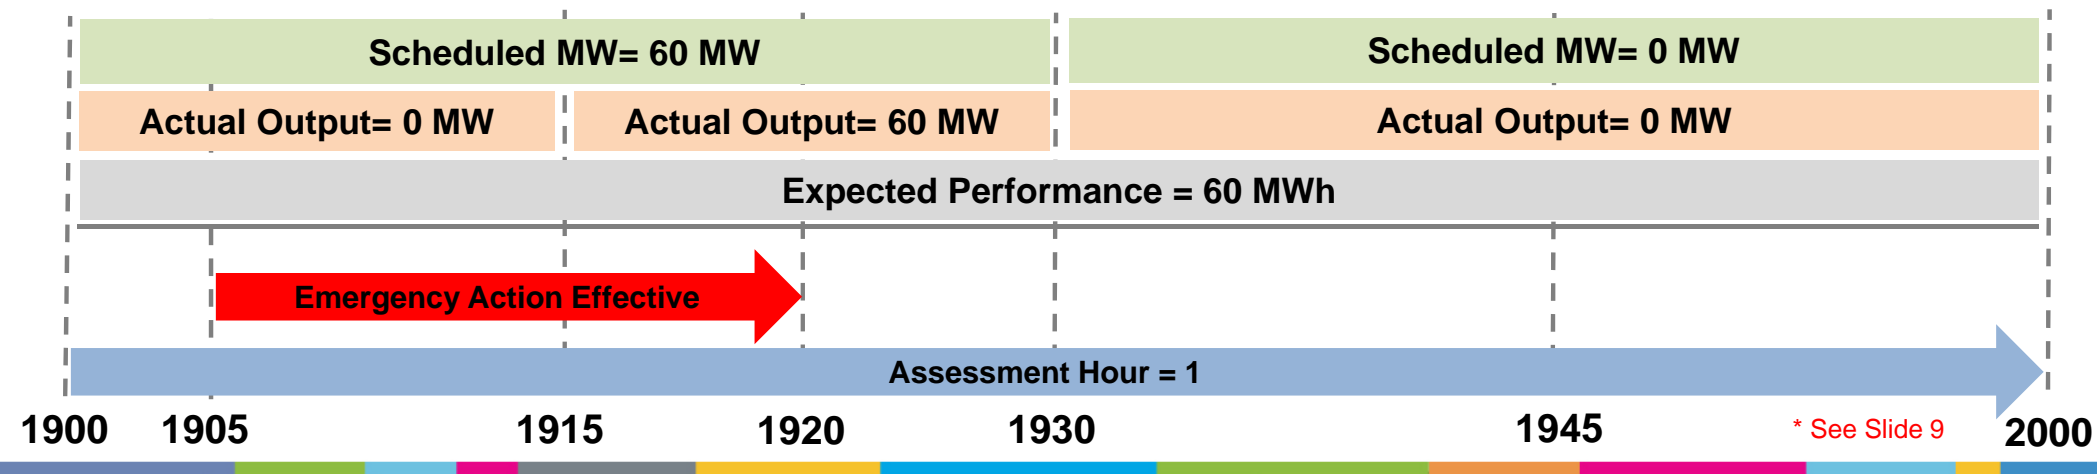 Scheduled MW= 60 MW
Scheduled MW= 0 MW
Actual Output= 0 MW
Actual Output= 60 MW
Actual Output= 0 MW
Expected Performance = 60 MWh
Emergency Action Effective
Assessment Hour = 1
1900 1905 1915 1920 1930 1945 * See Slide 9 2000